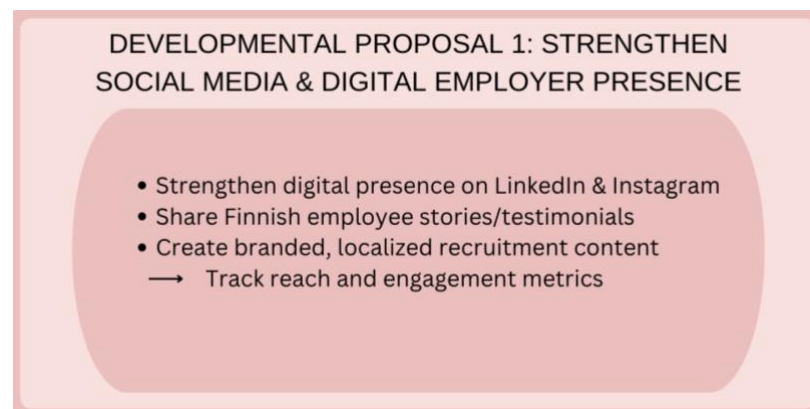 DEVELOPMENTAL PROPOSAL 1: STRENGTHEN
SOCIAL MEDIA & DIGITAL EMPLOYER PRESENCE
• Strengthen digital presence on LinkedIn & Instagram
• Share Finnish employee stories/testimonials
• Create branded, localized recruitment content
⟶ Track reach and engagement metrics